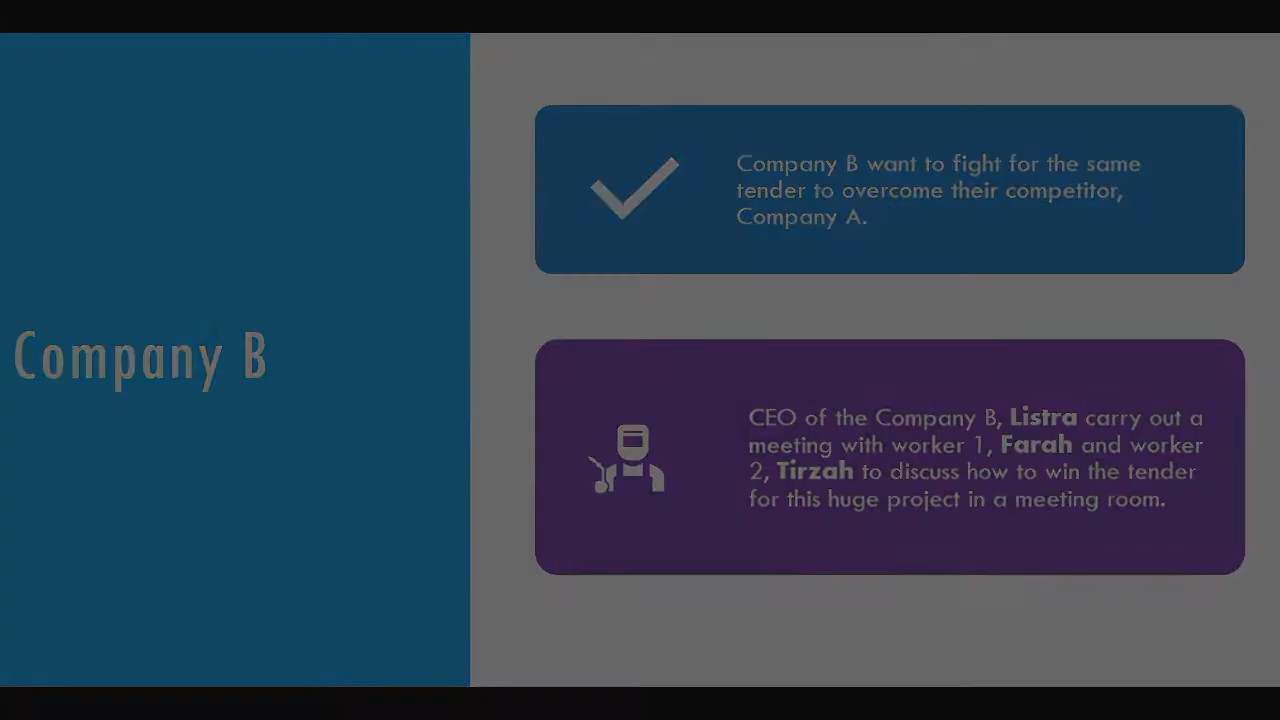 Company B
Company B want to fight for the same
tender to overcome their competitor,
Company A.
CEO of the Company B, Listra carry out a
meeting with worker 1, Farah and worker
2, Tirzah to discuss how to win the tender
for this huge project in a meeting room.